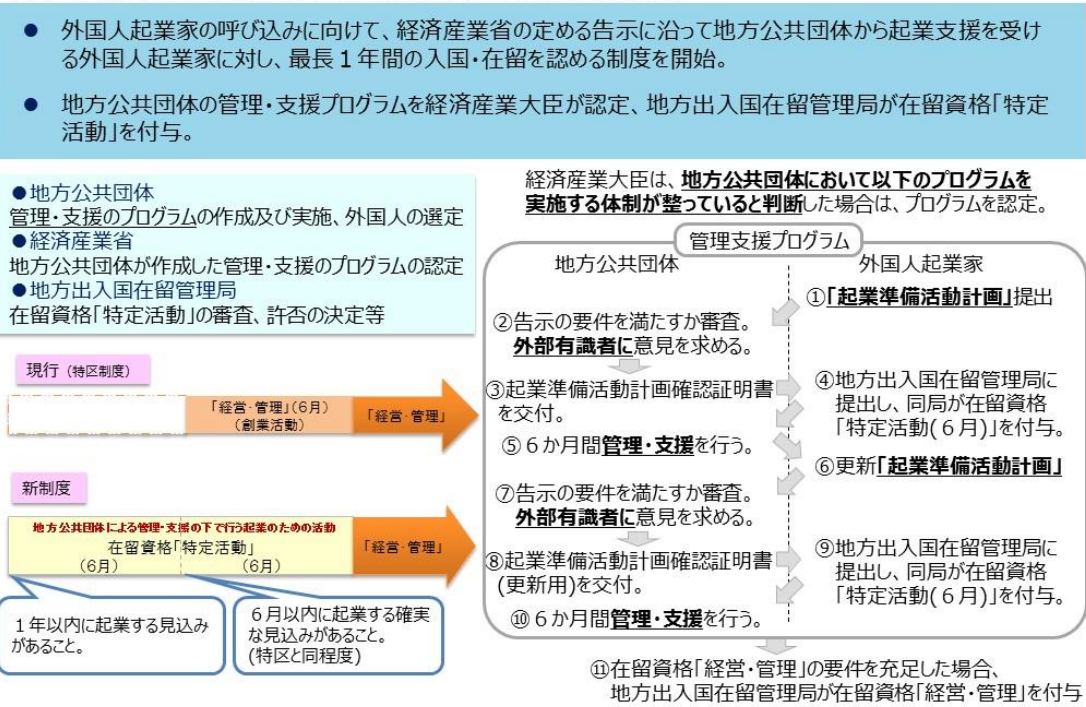 ● 外国人起業家の呼び込みに向けて、経済産業省の定める告示に沿って地方公共団体から起業支援を受け
る外国人起業家に対し、最長１年間の入国・在留を認める制度を開始。
● 地方公共団体の管理・支援プログラムを経済産業大臣が認定、地方出入国在留管理局が在留資格「特定
活動」を付与。
●地方公共団体
管理・支援のプログラムの作成及び実施、外国人の選定
●経済産業省
地方公共団体が作成した管理・支援のプログラムの認定
●地方出入国在留管理局
在留資格「特定活動」の審査、許否の決定等
現行（特区制度）
「経営・管理」（６月）
（創業活動）
「経営・管理」
新制度
地方公共団体による管理・支援の下で行う起業のための活動
在留資格「特定活動」
（６月）
（６月）
「経営・管理」
１年以内に起業する見込み
があること。
６月以内に起業する確実
な見込みがあること。
(特区と同程度)
経済産業大臣は、地方公共団体において以下のプログラムを
実施する体制が整っていると判断した場合は、プログラムを認定。
管理支援プログラム
地方公共団体
外国人起業家
①「起業準備活動計画」提出
②告示の要件を満たすか審査。
外部有識者に意見を求める。
③起業準備活動計画確認証明書
を交付。
④地方出入国在留管理局に
提出し、同局が在留資格
「特定活動(６月)」を付与。
⑤６か月間管理・支援を行う。
⑥更新「起業準備活動計画」
⑦告示の要件を満たすか審査。
外部有識者に意見を求める。
⑧起業準備活動計画確認証明書
(更新用)を交付。
⑨地方出入国在留管理局に
提出し、同局が在留資格
「特定活動(６月)」を付与。
⑩６か月間管理・支援を行う。
⑪在留資格「経営・管理」の要件を充足した場合、
地方出入国在留管理局が在留資格「経営・管理」を付与